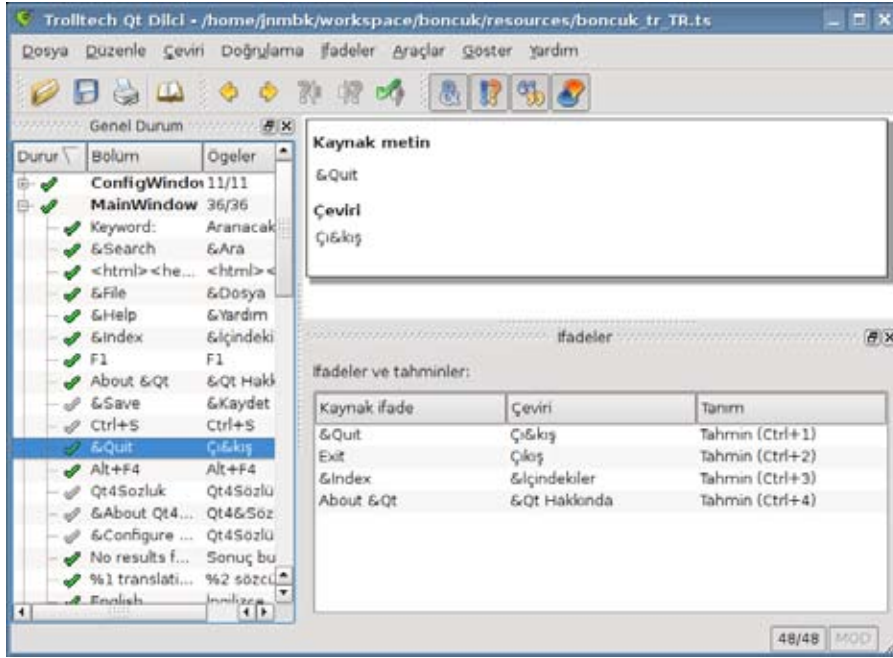 Trolltech Qt Dilci - /home/jnmbk/workspace/boncuk/resources/boncuk_tr_TR.ts
Dosya Düzenle Çeviri Doğrulama İfadeler Araçlar Göster Yardım
Genel Durum
Durur Bölüm Ögeler
ConfigWindov 11/11
MainWindow 36/36
Keyword: Aranacak
&Search &Ara
<html><he... <html><
&File &Dosya
&Help &Yardım
&Index &İçindeki
F1 F1
About &Qt &Qt Hakk
&Save &Kaydet
Ctrl+S Ctrl+S
&Quit Çı&kış
Alt+F4 Alt+F4
Qt4Sozluk Qt4Sözlü
&About Qt4... Qt4&Söz
&Configure ... Qt4Sözlü
No results f... Sonuç bu
%1 translati... %2 sözcü
English İngilizce
Kaynak metin
&Quit
Çeviri
Çı&kış
İfadeler
İfadeler ve tahminler:
Kaynak ifade Çeviri Tanım
&Quit Çı&kış Tahmin (Ctrl+1)
Exit Çıkış Tahmin (Ctrl+2)
&Index &İçindekiler Tahmin (Ctrl+3)
About &Qt &Qt Hakkında Tahmin (Ctrl+4)
48/48 MOD